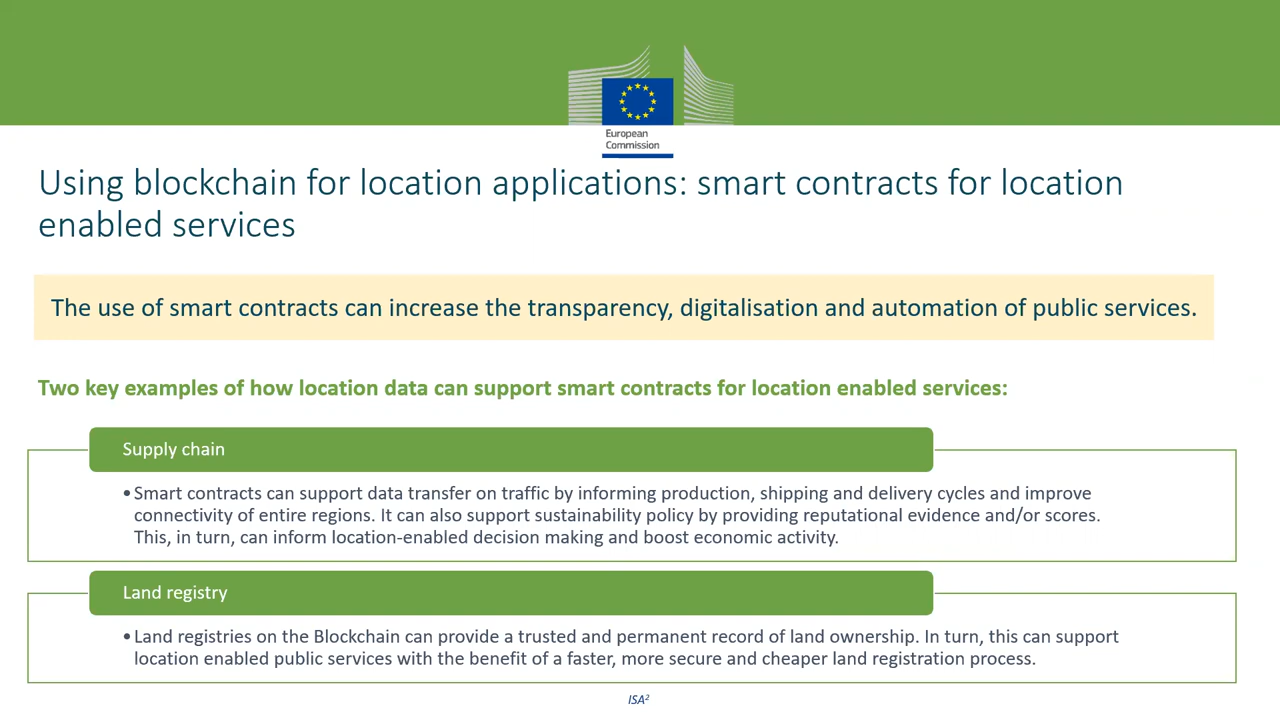 European
Commission
Using blockchain for location applications: smart contracts for location
enabled services
The use of smart contracts can increase the transparency, digitalisation and automation of public services.
Two key examples of how location data can support smart contracts for location enabled services:
Supply chain
•Smart contracts can support data transfer on traffic by informing production, shipping and delivery cycles and improve
connectivity of entire regions. It can also support sustainability policy by providing reputational evidence and/or scores.
This, in turn, can inform location-enabled decision making and boost economic activity.
Land registry
•Land registries on the Blockchain can provide a trusted and permanent record of land ownership. In turn, this can support
location enabled public services with the benefit of a faster, more secure and cheaper land registration process.
ISA²